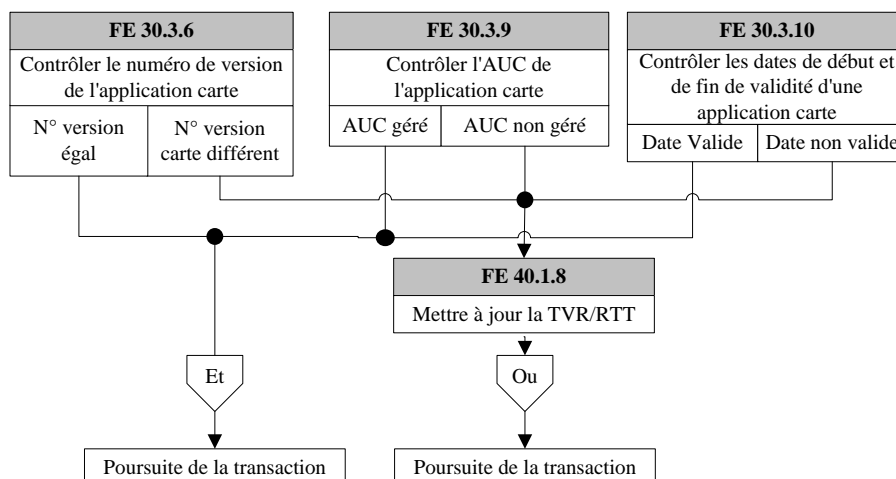 FE 30.3.6
Contrôler le numéro de version
de l'application carte
N° version
égal
N° version
carte différent
FE 30.3.9
Contrôler l'AUC de
l'application carte
AUC géré
AUC non géré
FE 30.3.10
Contrôler les dates de début et
de fin de validité d'une
application carte
Date Valide
Date non valide
FE 40.1.8
Mettre à jour la TVR/RTT
Et
Ou
Poursuite de la transaction
Poursuite de la transaction